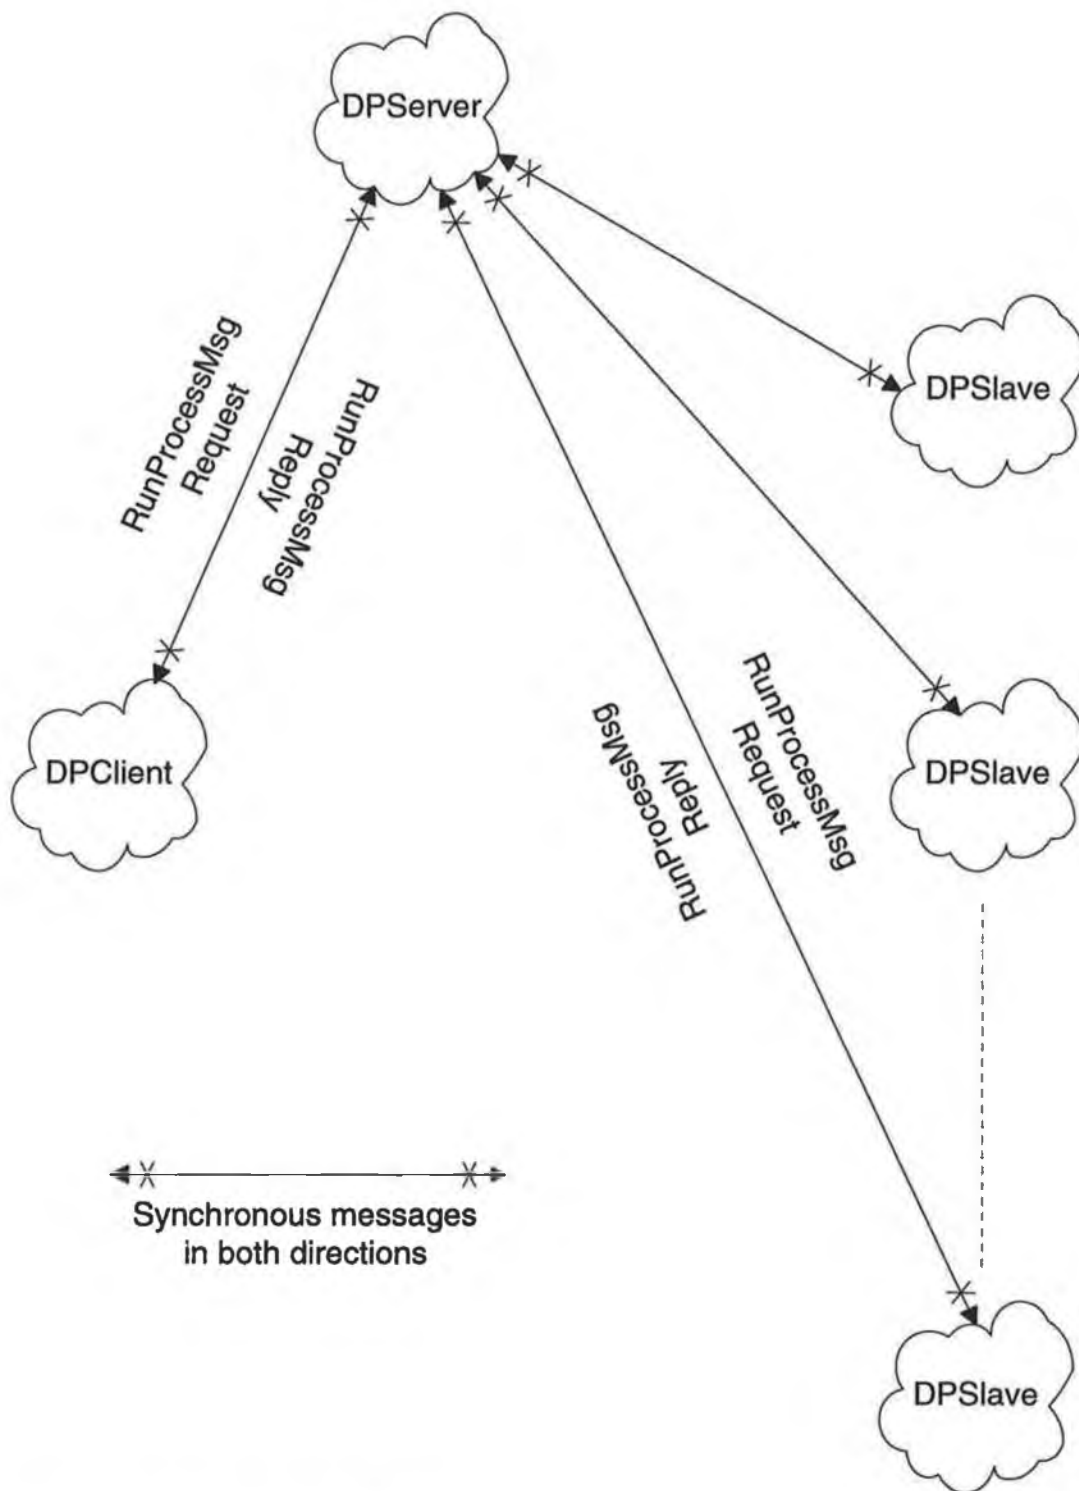 DPServer
RunProcessMsg
Request
RunProcessMsg
Reply
DPSlave
DPClient
RunProcessMsg
Request
RunProcessMsg
Reply
DPSlave
Synchronous messages
in both directions
DPSlave